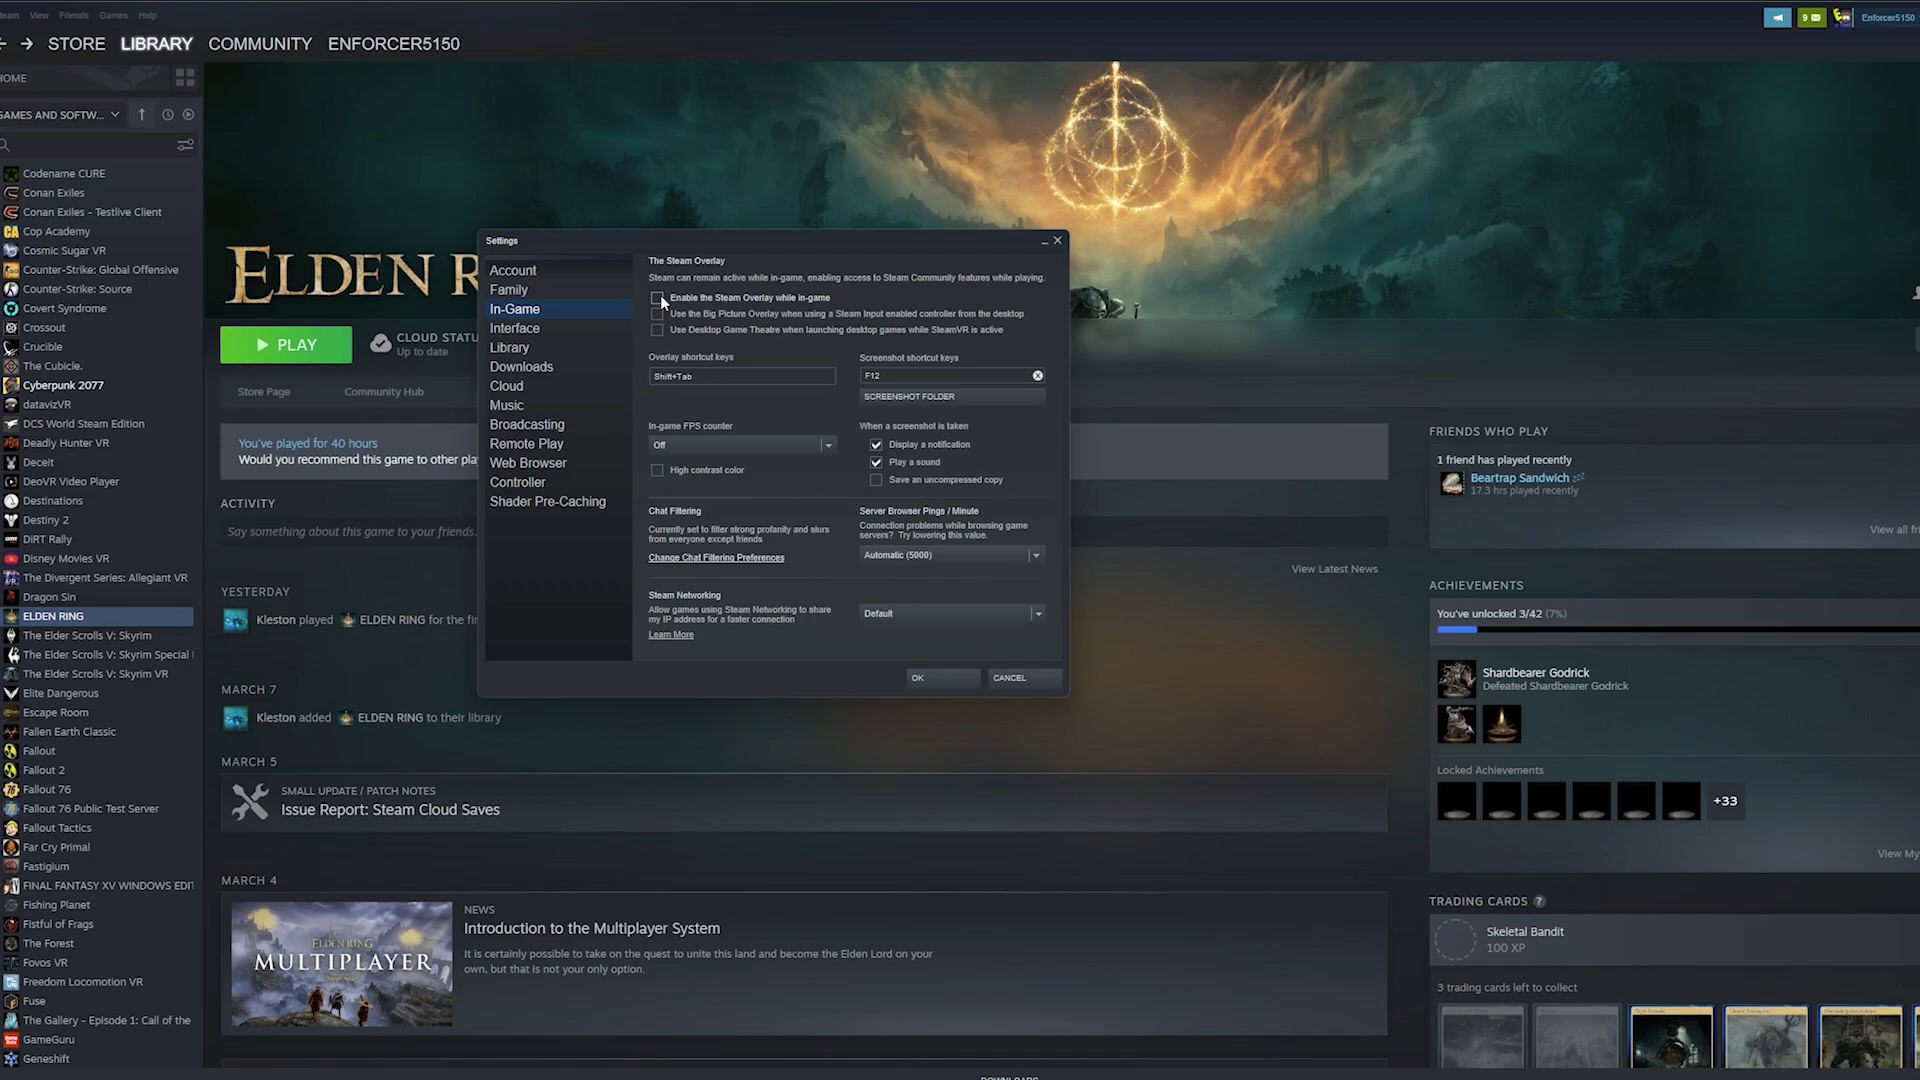 View
Friends
Games
Help
9
Enforcer5150
STORE
LIBRARY
COMMUNITY
ENFORCER5150
HOME
GAMES AND SOFTW...
Codename CURE
Conan Exiles
Conan Exiles - Testlive Client
Cop Academy
Cosmic Sugar VR
Counter-Strike: Global Offensive
Counter-Strike: Source
Covert Syndrome
Crossout
Crucible
The Cubicle.
Cyberpunk 2077
datavizVR
DCS World Steam Edition
Deadly Hunter VR
Deceit
DeoVR Video Player
Destinations
Destiny 2
DiRT Rally
Disney Movies VR
The Divergent Series: Allegiant VR
Dragon Sin
ELDEN RING
The Elder Scrolls V: Skyrim
The Elder Scrolls V: Skyrim Special
The Elder Scrolls V: Skyrim VR
Elite Dangerous
Escape Room
Fallen Earth Classic
Fallout
Fallout 2
Fallout 76
Fallout 76 Public Test Server
Fallout Tactics
Far Cry Primal
Fastigium
FINAL FANTASY XV WINDOWS EDIT
Fishing Planet
Fistful of Frags
The Forest
Fovos VR
Freedom Locomotion VR
Fuse
The Gallery - Episode 1: Call of the
GameGuru
Geneshift
ELDEN R
PLAY
CLOUD STATU
Up to date
Store Page
Community Hub
You've played for 40 hours
Would you recommend this game to other pla
ACTIVITY
Say something about this game to your friends.
View Latest News
YESTERDAY
Kleston played ELDEN RING for the fir
MARCH 7
Kleston added ELDEN RING to their library
MARCH 5
SMALL UPDATE / PATCH NOTES
Issue Report: Steam Cloud Saves
MARCH 4
ELDEN RING
MULTIPLAYER
NEWS
Introduction to the Multiplayer System
It is certainly possible to take on the quest to unite this land and become the Elden Lord on your
own, but that is not your only option.
Settings
Account
Family
In-Game
Interface
Library
Downloads
Cloud
Music
Broadcasting
Remote Play
Web Browser
Controller
Shader Pre-Caching
The Steam Overlay
Steam can remain active while in-game, enabling access to Steam Community features while playing.
Enable the Steam Overlay while in-game
Use the Big Picture Overlay when using a Steam Input enabled controller from the desktop
Use Desktop Game Theatre when launching desktop games while SteamVR is active
Overlay shortcut keys
Shift+Tab
Screenshot shortcut keys
F12
SCREENSHOT FOLDER
In-game FPS counter
Off
High contrast color
When a screenshot is taken
Display a notification
Play a sound
Save an uncompressed copy
Chat Filtering
Currently set to filter strong profanity and slurs
from everyone except friends
Change Chat Filtering Preferences
Server Browser Pings / Minute
Connection problems while browsing game
servers? Try lowering this value.
Automatic (5000)
Steam Networking
Allow games using Steam Networking to share
my IP address for a faster connection
Learn More
Default
OK
CANCEL
FRIENDS WHO PLAY
1 friend has played recently
Beartrap Sandwich zzz
17.3 hrs played recently
View all fri
ACHIEVEMENTS
You've unlocked 3/42 (7%)
Shardbearer Godrick
Defeated Shardbearer Godrick
Locked Achievements
+33
View My
TRADING CARDS ?
Skeletal Bandit
100 XP
3 trading cards left to collect